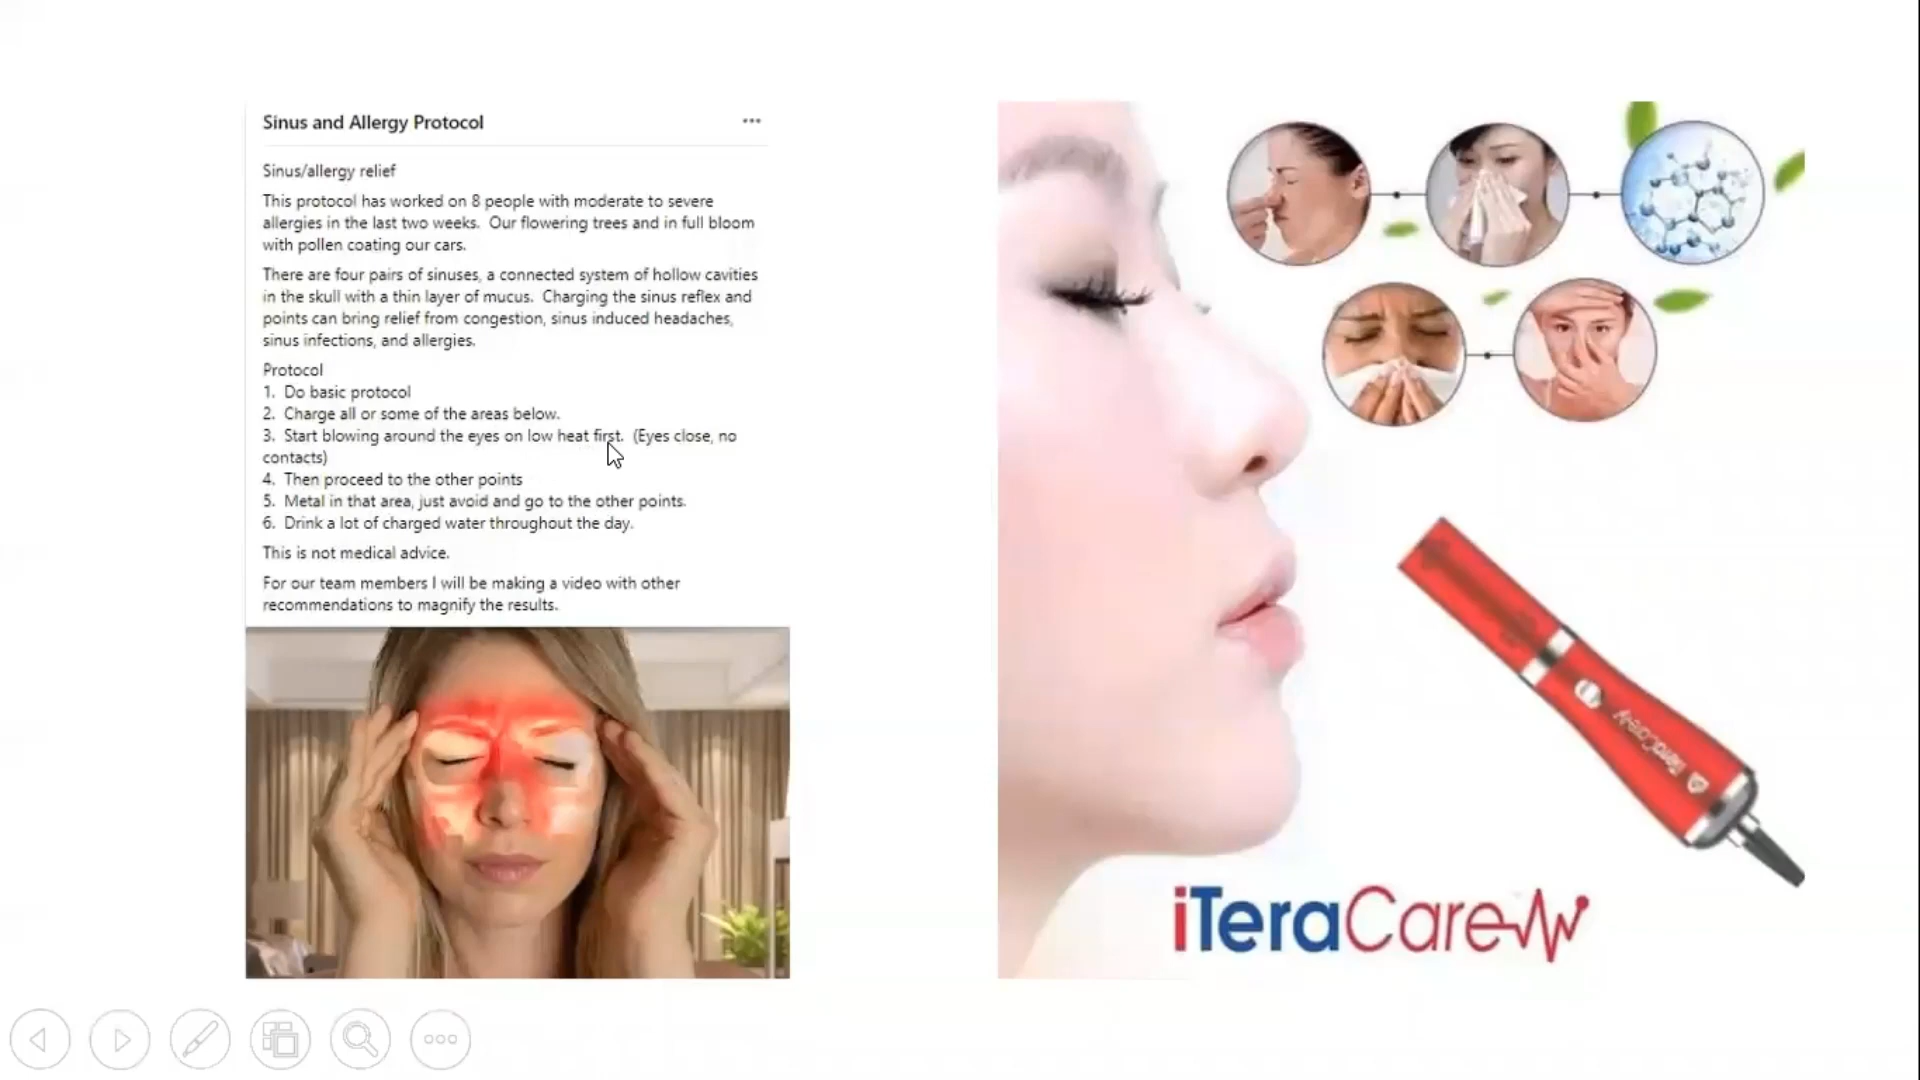 Sinus and Allergy Protocol
Sinus/allergy relief
This protocol has worked on 8 people with moderate to severe
allergies in the last two weeks.  Our flowering trees and in full bloom
with pollen coating our cars.
There are four pairs of sinuses, a connected system of hollow cavities
in the skull with a thin layer of mucus.  Charging the sinus reflex and
points can bring relief from congestion, sinus induced headaches,
sinus infections, and allergies.
Protocol
1.  Do basic protocol
2.  Charge all or some of the areas below.
3.  Start blowing around the eyes on low heat first.  (Eyes close, no
contacts)
4.  Then proceed to the other points
5.  Metal in that area, just avoid and go to the other points.
6.  Drink a lot of charged water throughout the day.
This is not medical advice.
For our team members I will be making a video with other
recommendations to magnify the results.
iTeraCare
iTeraCare